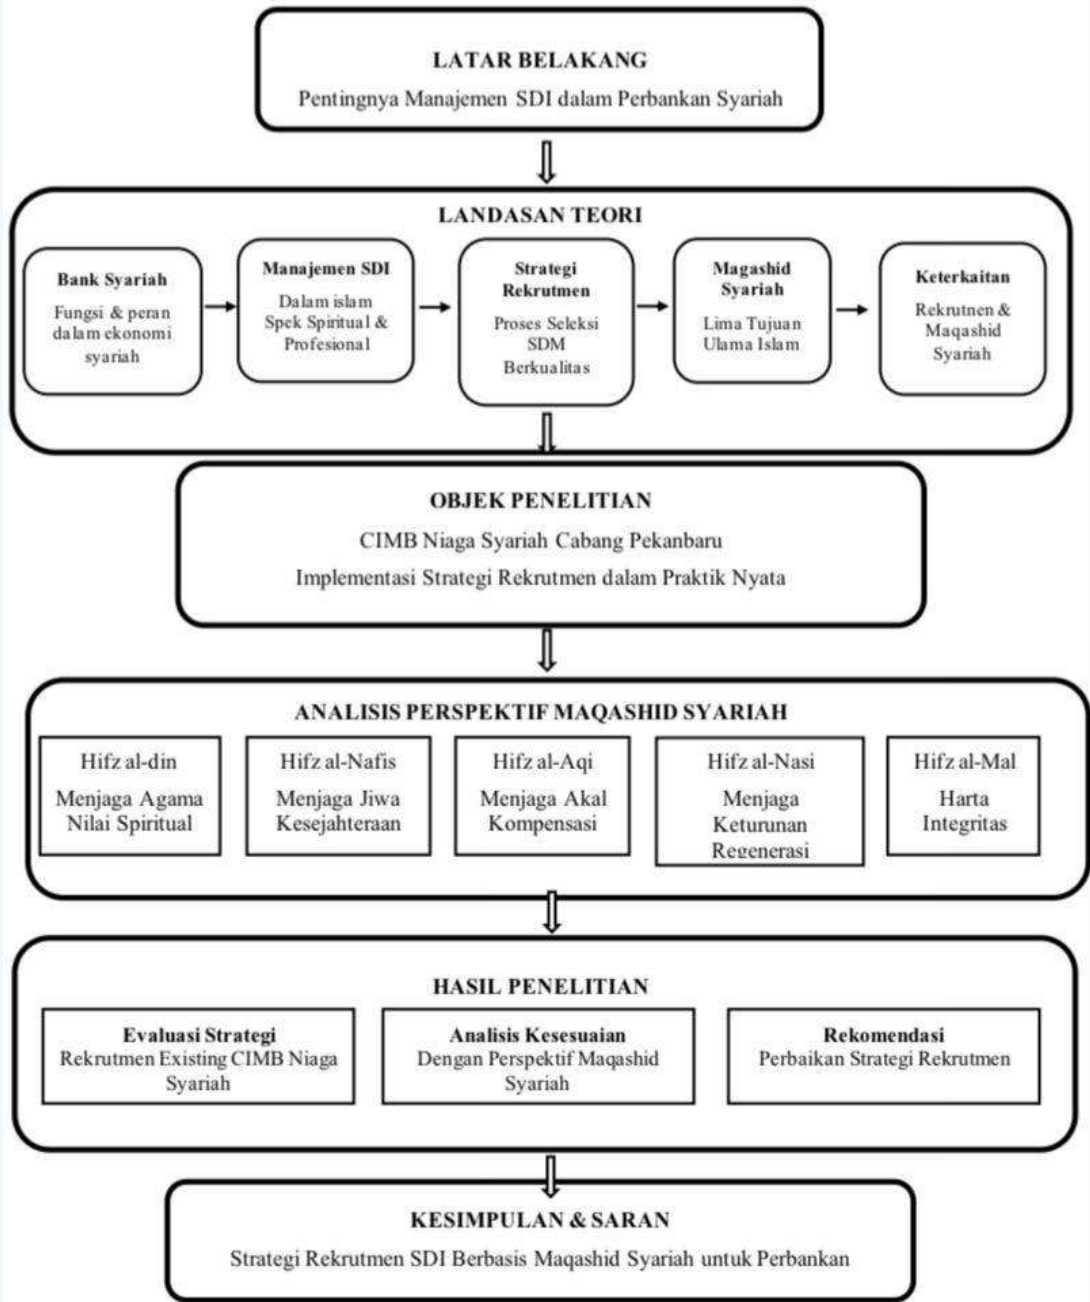 LATAR BELAKANG
Pentingnya Manajemen SDI dalam Perbankan Syariah
LANDASAN TEORI
Bank Syariah
Fungsi & peran
dalam ekonomi
syariah
Manajemen SDI
Dalam islam
Spek Spiritual &
Profesional
Strategi
Rekrutmen
Proses Seleksi
SDM
Berkualitas
Magashid
Syariah
Lima Tujuan
Ulama Islam
Keterkaitan
Rekrutnen &
Maqashid
Syariah
OBJEK PENELITIAN
CIMB Niaga Syariah Cabang Pekanbaru
Implementasi Strategi Rekrutmen dalam Praktik Nyata
ANALISIS PERSPEKTIF MAQASHID SYARIAH
Hifz al-din
Menjaga Agama
Nilai Spiritual
Hifz al-Nafis
Menjaga Jiwa
Kesejahteraan
Hifz al-Aqi
Menjaga Akal
Kompensasi
Hifz al-Nasi
Menjaga
Keturunan
Regenerasi
Hifz al-Mal
Harta
Integritas
HASIL PENELITIAN
Evaluasi Strategi
Rekrutmen Existing CIMB Niaga
Syariah
Analisis Kesesuaian
Dengan Perspektif Maqashid
Syariah
Rekomendasi
Perbaikan Strategi Rekrutmen
KESIMPULAN & SARAN
Strategi Rekrutmen SDI Berbasis Maqashid Syariah untuk Perbankan